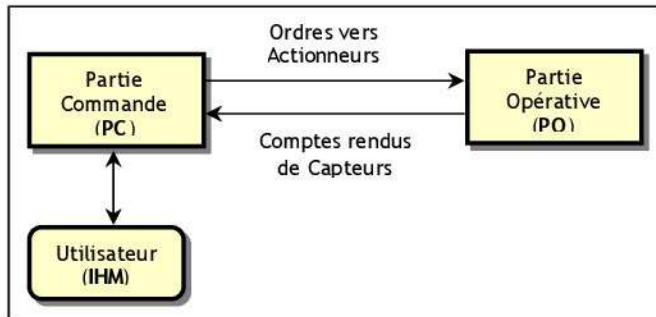 Ordres vers
Actionneurs
Partie
Commande
(PC)
Partie
Opérative
(PO)
Comptes rendus
de Capteurs
Utilisateur
(IHM)